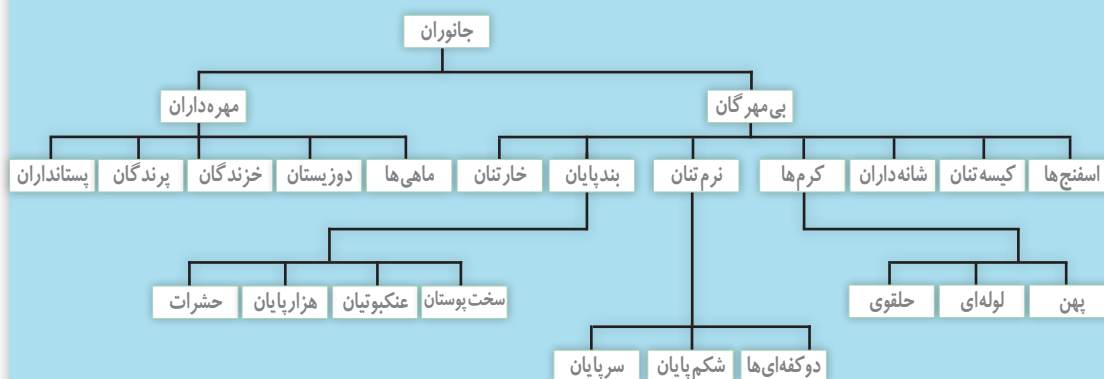 جانوران
بی‌مهرگان
مهره‌داران
اسفنج‌ها
کیسه‌تنان
شانه‌داران
کرم‌ها
نرم‌تنان
بندپایان
خارتنان
ماهی‌ها
دوزیستان
خزندگان
پرندگان
پستانداران
پهن
لوله‌ای
حلقوی
سخت‌پوستان
عنکبوتیان
هزارپایان
حشرات
دوکفه‌ای‌ها
شکم‌پایان
سرپایان